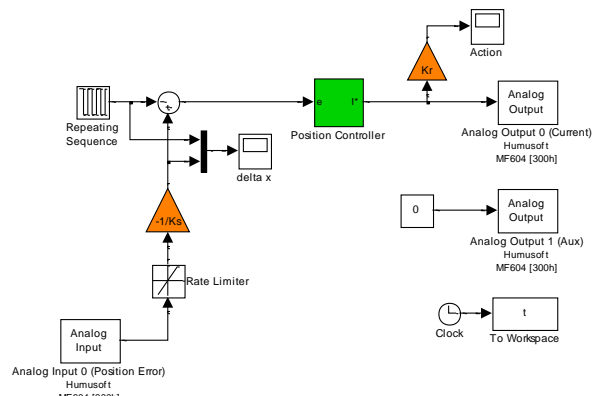 Action
Kr
Repeating
Sequence
e
I*
Position Controller
Analog
Output
Analog Output 0 (Current)
Humusoft
MF604 [300h]
delta x
-1/Ks
0
Analog
Output
Analog Output 1 (Aux)
Humusoft
MF604 [300h]
Rate Limiter
Clock
t
To Workspace
Analog
Input
Analog Input 0 (Position Error)
Humusoft